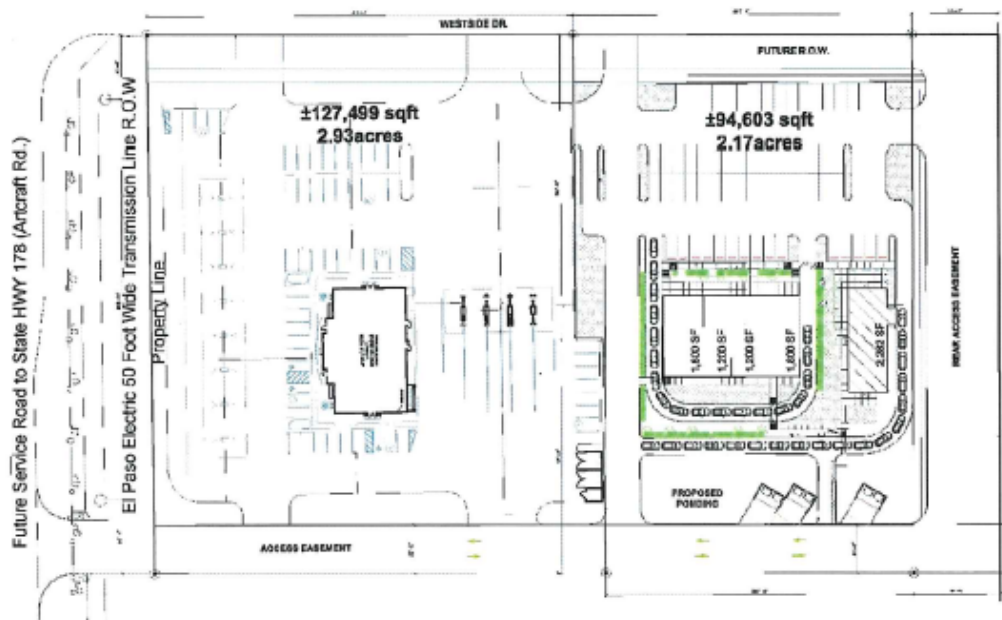 WESTSIDE DR.
FUTURE R.O.W.
±127,499 sqft
2.93acres
±94,603 sqft
2.17acres
Future Service Road to State HWY 178 (Artcraft Rd.)
El Paso Electric 50 Foot Wide Transmission Line R.O.W
Property Line
1,600 SF
1,200 SF
1,200 SF
1,600 SF
2,262 SF
REAR ACCESS EASEMENT
PROPOSED
PONDING
ACCESS EASEMENT